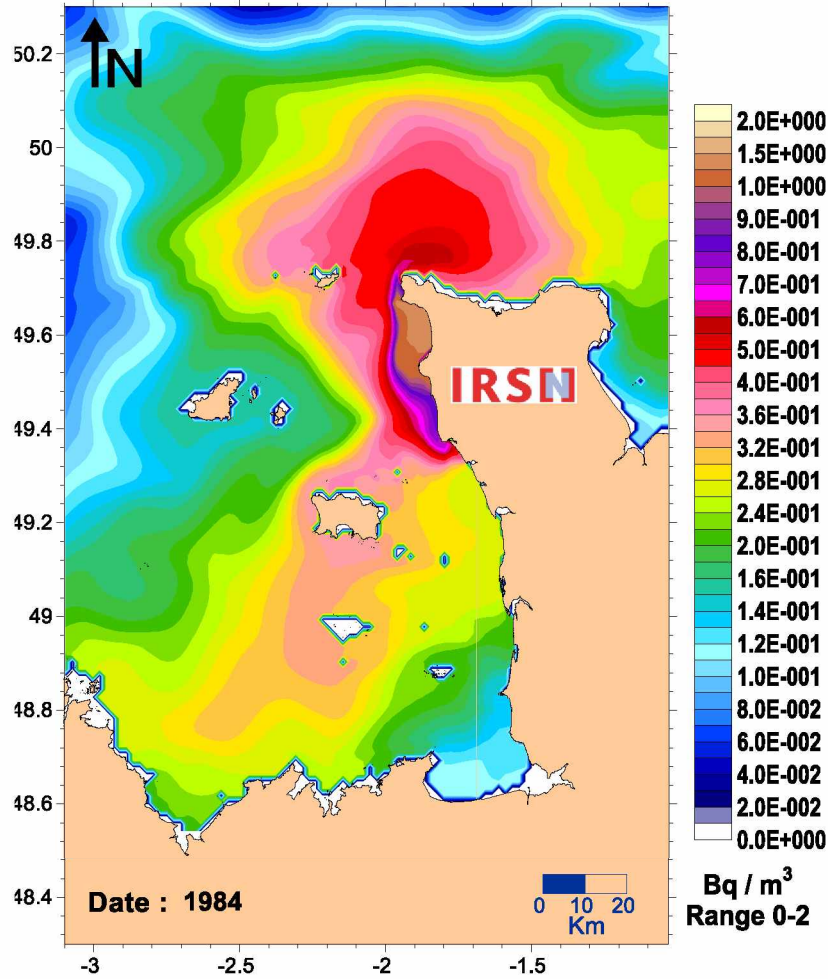 N
50.2
50
49.8
49.6
49.4
49.2
49
48.8
48.6
48.4
-3
-2.5
-2
-1.5
IRSN
Date : 1984
0 10 20
Km
2.0E+000
1.5E+000
1.0E+000
9.0E-001
8.0E-001
7.0E-001
6.0E-001
5.0E-001
4.0E-001
3.6E-001
3.2E-001
2.8E-001
2.4E-001
2.0E-001
1.6E-001
1.4E-001
1.2E-001
1.0E-001
8.0E-002
6.0E-002
4.0E-002
2.0E-002
0.0E+000
Bq / m³
Range 0-2